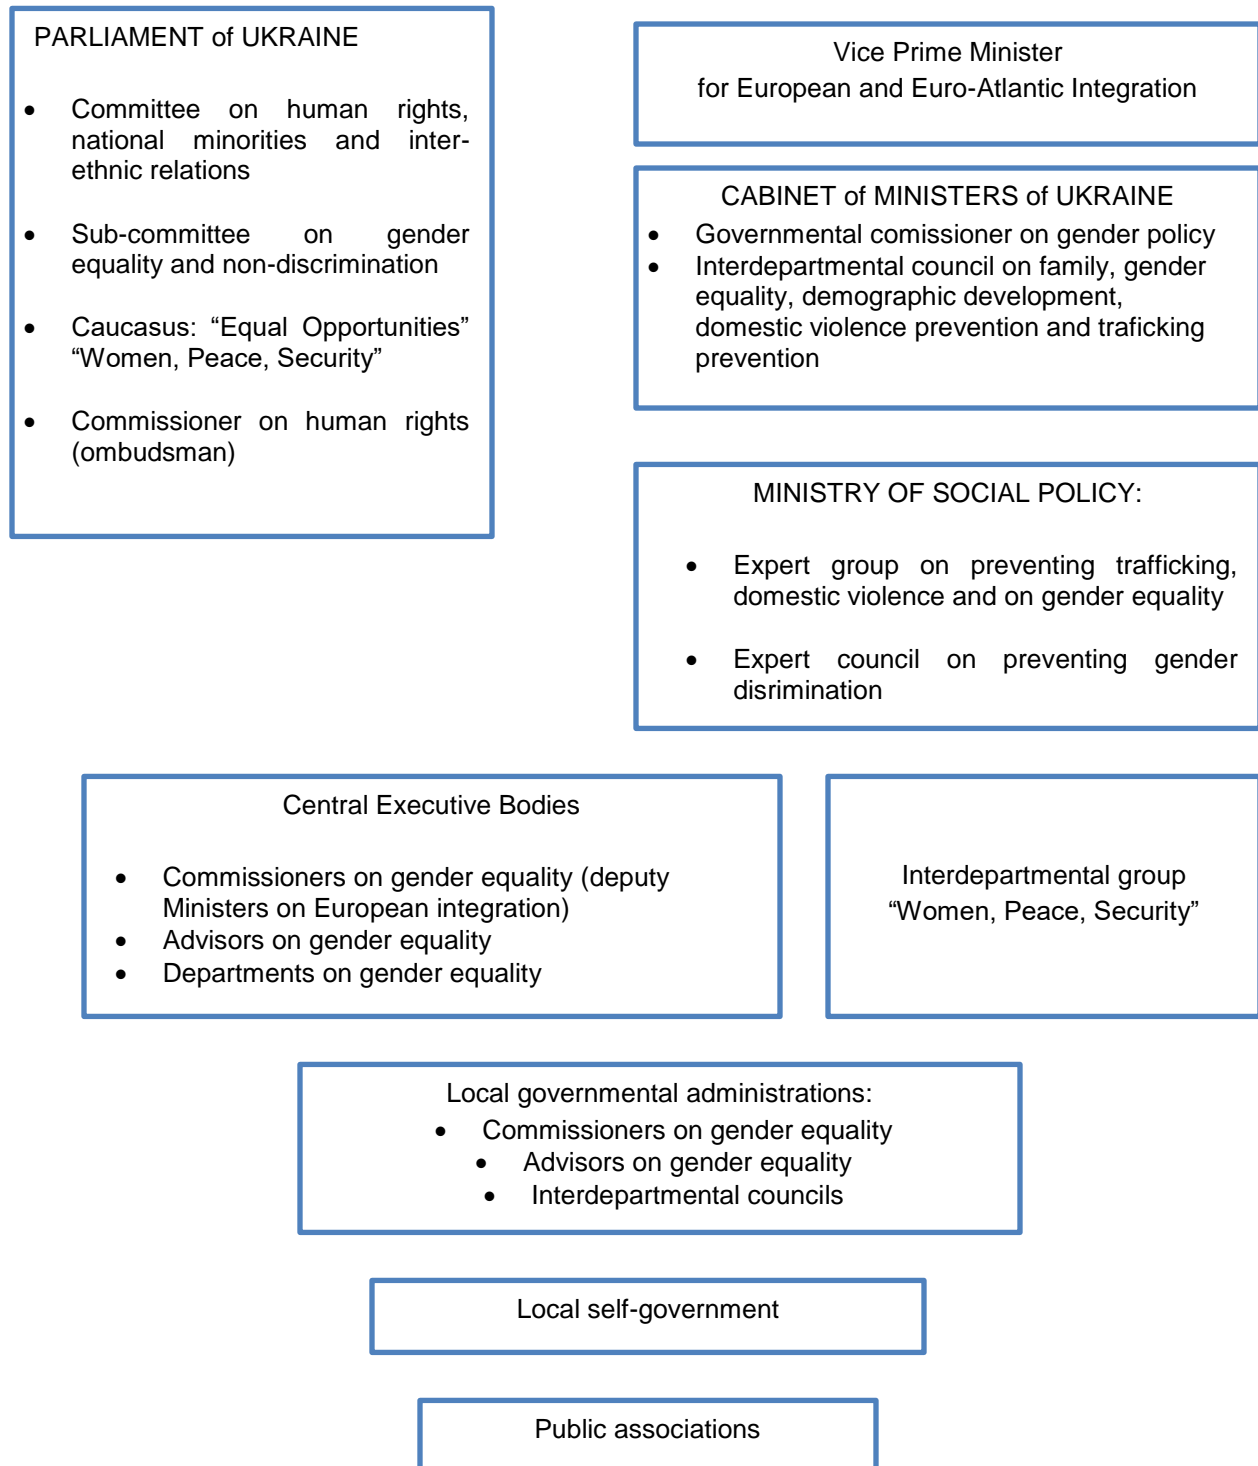 PARLIAMENT of UKRAINE
• Committee on human rights,
national minorities and inter-
ethnic relations
• Sub-committee on gender
equality and non-discrimination
• Caucasus: “Equal Opportunities”
“Women, Peace, Security”
• Commissioner on human rights
(ombudsman)
Vice Prime Minister
for European and Euro-Atlantic Integration
CABINET of MINISTERS of UKRAINE
• Governmental comissioner on gender policy
• Interdepartmental council on family, gender
equality, demographic development,
domestic violence prevention and traficking
prevention
MINISTRY OF SOCIAL POLICY:
• Expert group on preventing trafficking,
domestic violence and on gender equality
• Expert council on preventing gender
disrimination
Central Executive Bodies
• Commissioners on gender equality (deputy
Ministers on European integration)
• Advisors on gender equality
• Departments on gender equality
Interdepartmental group
“Women, Peace, Security”
Local governmental administrations:
• Commissioners on gender equality
• Advisors on gender equality
• Interdepartmental councils
Local self-government
Public associations